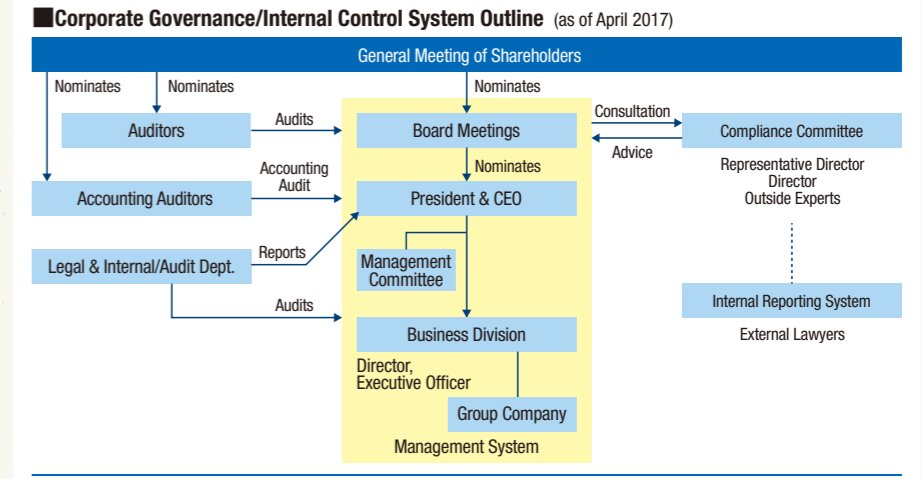 ■Corporate Governance/Internal Control System Outline (as of April 2017)
General Meeting of Shareholders
Nominates
Nominates
Nominates
Auditors
Audits
Board Meetings
Consultation
Advice
Compliance Committee
Representative Director
Director
Outside Experts
Nominates
Accounting Auditors
Accounting
Audit
President & CEO
Legal & Internal/Audit Dept.
Reports
Management
Committee
Audits
Internal Reporting System
External Lawyers
Business Division
Director,
Executive Officer
Group Company
Management System